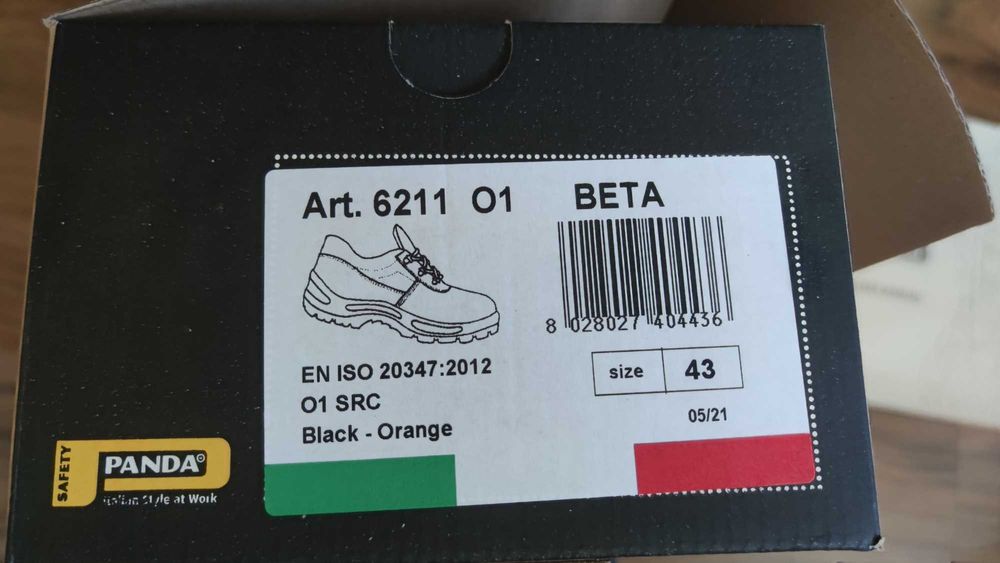 Art. 6211 O1 BETA
8 028027 404436
EN ISO 20347:2012
size 43
O1 SRC
05/21
Black - Orange
SAFETY
PANDA®
Italian Style at Work